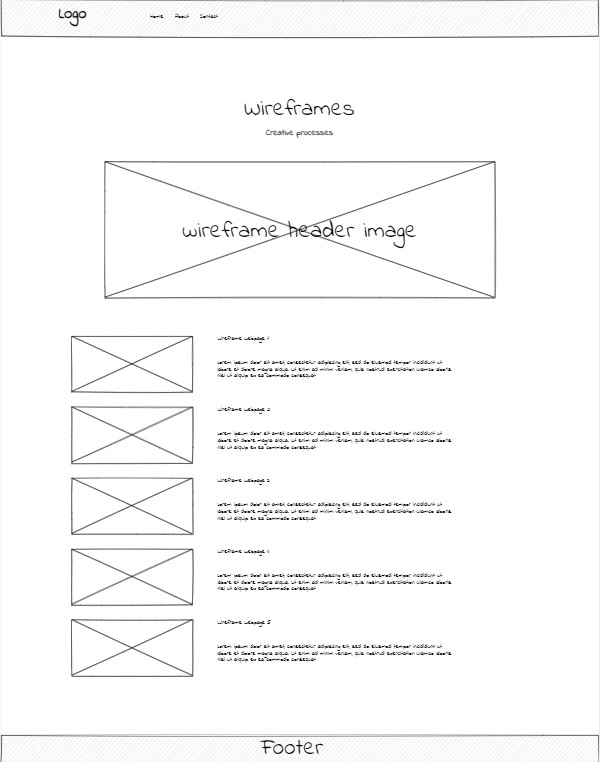 Logo
Home About Contact
Wireframes
Creative processes
wireframe header image
Wireframe webpage 1
Lorem ipsum dolor sit amet, consectetur adipiscing elit, sed do eiusmod tempor incididunt ut
labore et dolore magna aliqua. Ut enim ad minim veniam, quis nostrud exercitation ullamco laboris
nisi ut aliquip ex ea commodo consequat
Wireframe webpage 2
Lorem ipsum dolor sit amet, consectetur adipiscing elit, sed do eiusmod tempor incididunt ut
labore et dolore magna aliqua. Ut enim ad minim veniam, quis nostrud exercitation ullamco laboris
nisi ut aliquip ex ea commodo consequat
Wireframe webpage
Lorem ipsum dolor sit amet, consectetur adipiscing elit, sed do eiusmod tempor incididunt ut
labore et dolore magna aliqua. Ut enim ad minim veniam, quis nostrud exercitation ullamco laboris
nisi ut aliquip ex ea commodo consequat
Wireframe webpage 4
Lorem ipsum dolor sit amet, consectetur adipiscing elit, sed do eiusmod tempor incididunt ut
labore et dolore magna aliqua. Ut enim ad minim veniam, quis nostrud exercitation ullamco laboris
nisi ut aliquip ex ea commodo consequat
Wireframe webpage 5
Lorem ipsum dolor sit amet, consectetur adipiscing elit, sed do eiusmod tempor incididunt ut
labore et dolore magna aliqua. Ut enim ad minim veniam, quis nostrud exercitation ullamco laboris
nisi ut aliquip ex ea commodo consequat
Footer